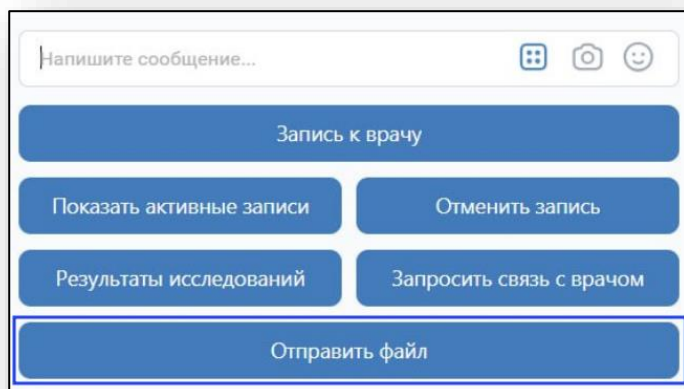 Напишите сообщение...
Запись к врачу
Показать активные записи
Отменить запись
Результаты исследований
Запросить связь с врачом
Отправить файл